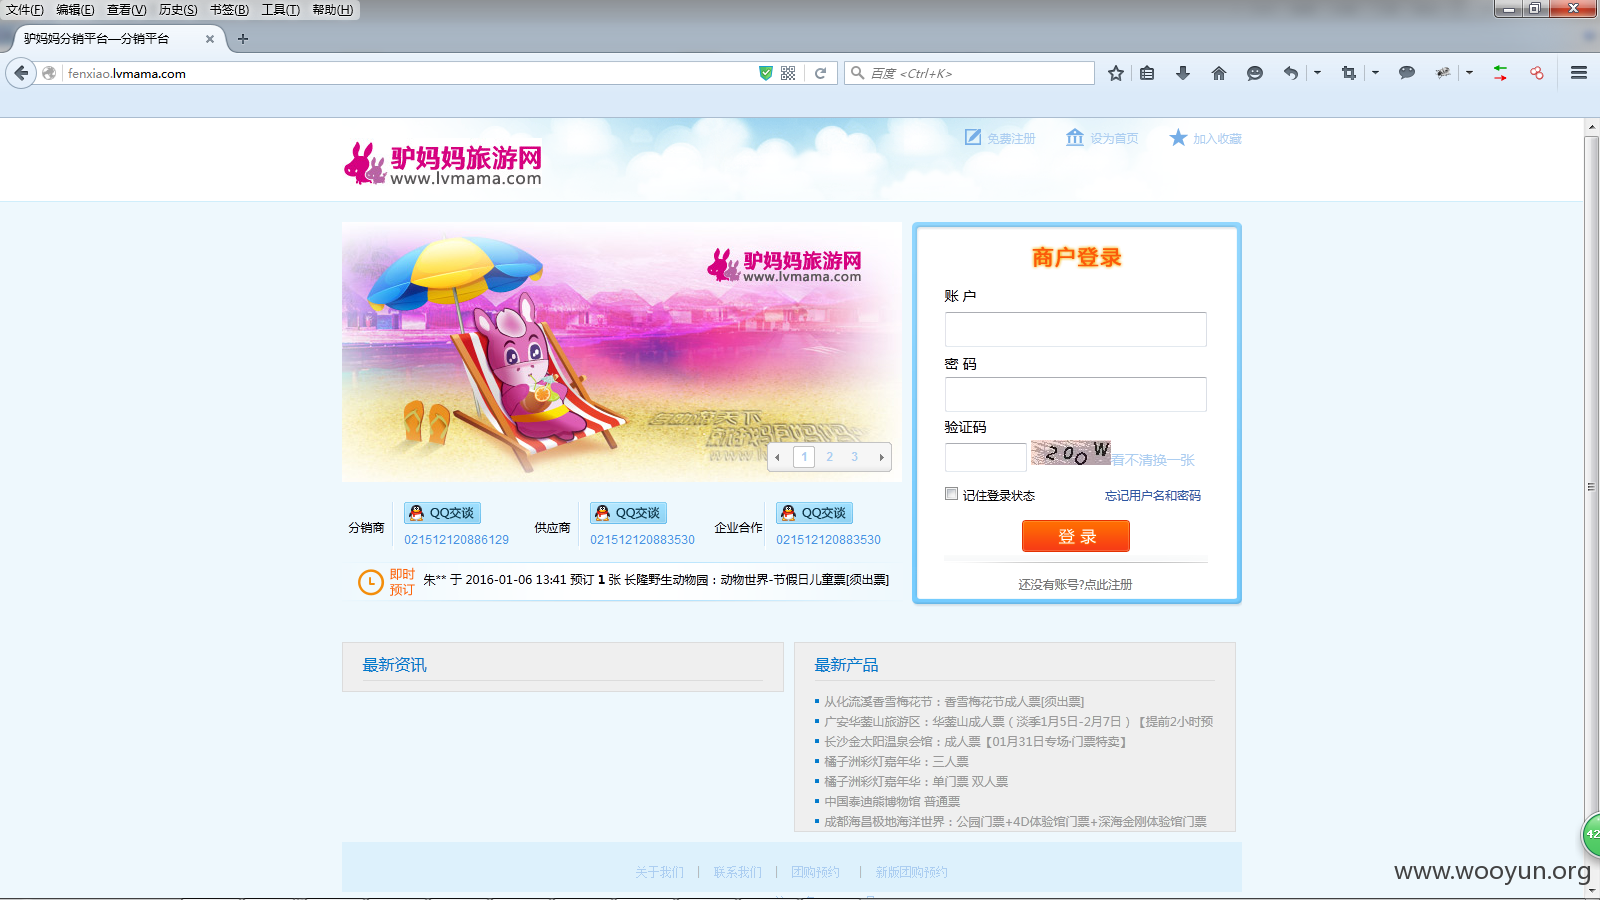 文件(F) 编辑(E) 查看(V) 历史(S) 书签(B) 工具(T) 帮助(H)
驴妈妈分销平台—分销平台
fenxiao.lvmama.com
百度 <Ctrl+K>
免费注册 设为首页 加入收藏
驴妈妈旅游网
www.lvmama.com
驴妈妈旅游网
www.lvmama.com
1 2 3
商户登录
账 户
密 码
验证码
200W
看不清换一张
记住登录状态 忘记用户名和密码
登 录
还没有账号?点此注册
分销商 QQ交谈 021512120886129
供应商 QQ交谈 021512120883530
企业合作 QQ交谈 021512120883530
即时预订
朱** 于 2016-01-06 13:41 预订 1 张 长隆野生动物园：动物世界-节假日儿童票[须出票]
最新资讯
最新产品
从化流溪香雪梅花节：香雪梅花节成人票[须出票]
广安华蓥山旅游区：华蓥山成人票（淡季1月5日-2月7日）【提前2小时预
长沙金太阳温泉会馆：成人票【01月31日专场·门票特卖】
橘子洲彩灯嘉年华：三人票
橘子洲彩灯嘉年华：单门票 双人票
中国泰迪熊博物馆 普通票
成都海昌极地海洋世界：公园门票+4D体验馆门票+深海金刚体验馆门票
关于我们 | 联系我们 | 团购预约 | 新版团购预约
42
www.wooyun.org